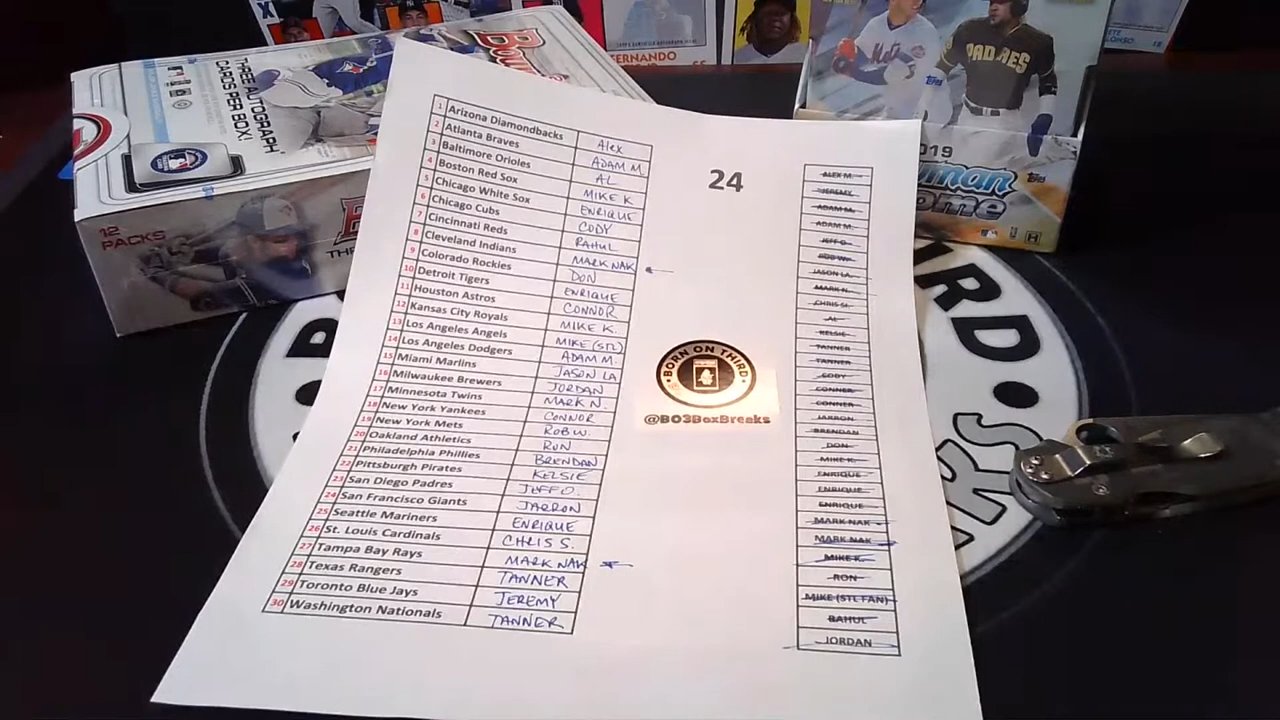 THREE AUTOGRAPH
CARDS PER BOX!
12
PACKS
FERNANDO
Mets
PADRES
topps
topps
1 Arizona Diamondbacks Alex
2 Atlanta Braves ADAM M
3 Baltimore Orioles AL
4 Boston Red Sox MIKE K
5 Chicago White Sox ENRIQUE
6 Chicago Cubs CODY
7 Cincinnati Reds RAHUL
8 Cleveland Indians MARK NAK
9 Colorado Rockies DON
10 Detroit Tigers ENRIQUE
11 Houston Astros CONNOR
12 Kansas City Royals MIKE K.
13 Los Angeles Angels MIKE (STL)
14 Los Angeles Dodgers ADAM M.
15 Miami Marlins JASON LA
16 Milwaukee Brewers JORDAN
17 Minnesota Twins MARK N.
18 New York Yankees CONNOR
19 New York Mets ROB W.
20 Oakland Athletics RON
21 Philadelphia Phillies BRENDAN
22 Pittsburgh Pirates KELSIE
23 San Diego Padres JEFF O.
24 San Francisco Giants JARRON
25 Seattle Mariners ENRIQUE
26 St. Louis Cardinals CHRIS S.
27 Tampa Bay Rays MARK NAK
28 Texas Rangers TANNER
29 Toronto Blue Jays JEREMY
30 Washington Nationals TANNER
24
BORN ON THIRD
@BO3BoxBreaks
ALEX M.
JEREMY
ADAM M.
JEFF O.
ROB W.
JASON LA.
MARK N.
AL
KELSIE
TANNER
TANNER
CODY
CONNER
CONNER
JARRON
BRENDAN
DON
MIKE K.
ENRIQUE
ENRIQUE
ENRIQUE
MARK NAK
MARK NAK
MIKE K.
RON
MIKE (STL FAN)
RAHUL
JORDAN